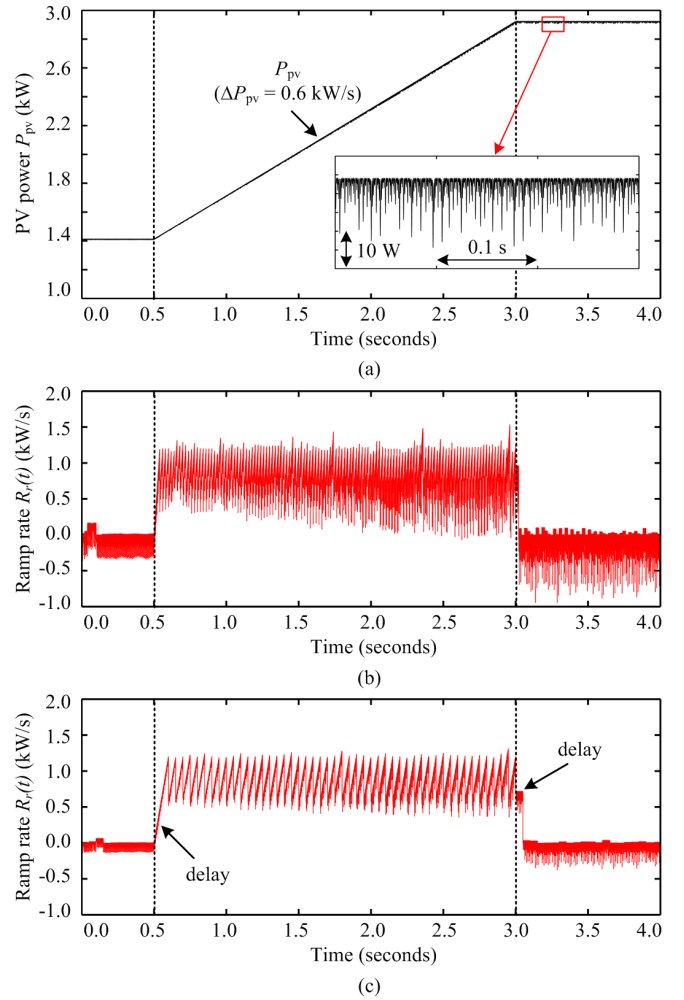 3.0
2.6
2.2
1.8
1.4
1.0
PV power Ppv (kW)
Ppv
(ΔPpv = 0.6 kW/s)
10 W
0.1 s
0.0 0.5 1.0 1.5 2.0 2.5 3.0 3.5 4.0
Time (seconds)
(a)
2.0
1.5
1.0
0.5
0.0
-0.5
-1.0
Ramp rate Rr(t) (kW/s)
0.0 0.5 1.0 1.5 2.0 2.5 3.0 3.5 4.0
Time (seconds)
(b)
2.0
1.5
1.0
0.5
0.0
-0.5
-1.0
Ramp rate Rr(t) (kW/s)
delay
delay
0.0 0.5 1.0 1.5 2.0 2.5 3.0 3.5 4.0
Time (seconds)
(c)